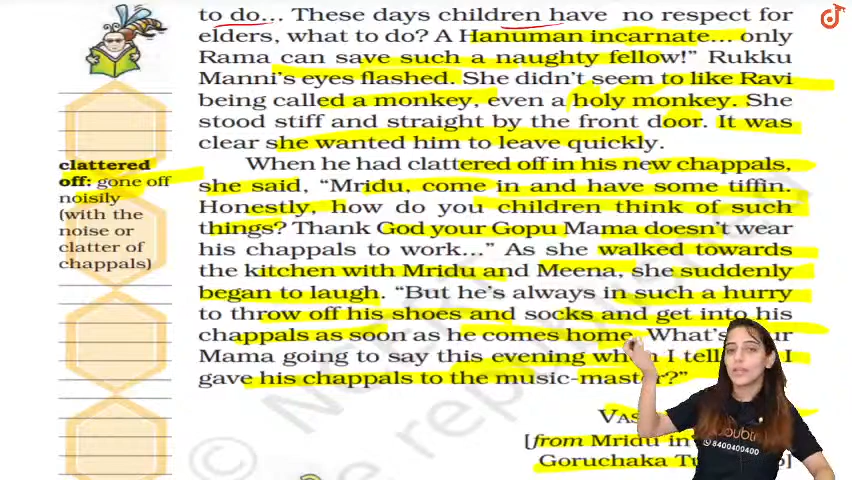 to do... These days children have no respect for
elders, what to do? A Hanuman incarnate... only
Rama can save such a naughty fellow!” Rukku
Manni’s eyes flashed. She didn’t seem to like Ravi
being called a monkey, even a holy monkey. She
stood stiff and straight by the front door. It was
clear she wanted him to leave quickly.
When he had clattered off in his new chappals,
she said, “Mridu, come in and have some tiffin.
Honestly, how do you children think of such
things? Thank God your Gopu Mama doesn’t wear
his chappals to work...” As she walked towards
the kitchen with Mridu and Meena, she suddenly
began to laugh. “But he’s always in such a hurry
to throw off his shoes and socks and get into his
chappals as soon as he comes home. What’s
Mama going to say this evening when I tell I
gave his chappals to the music-master?”
[from Mridu in
Goruchaka
clattered
off: gone off
noisily
(with the
noise or
clatter of
chappals)
© NCERT
be republished
8400400400